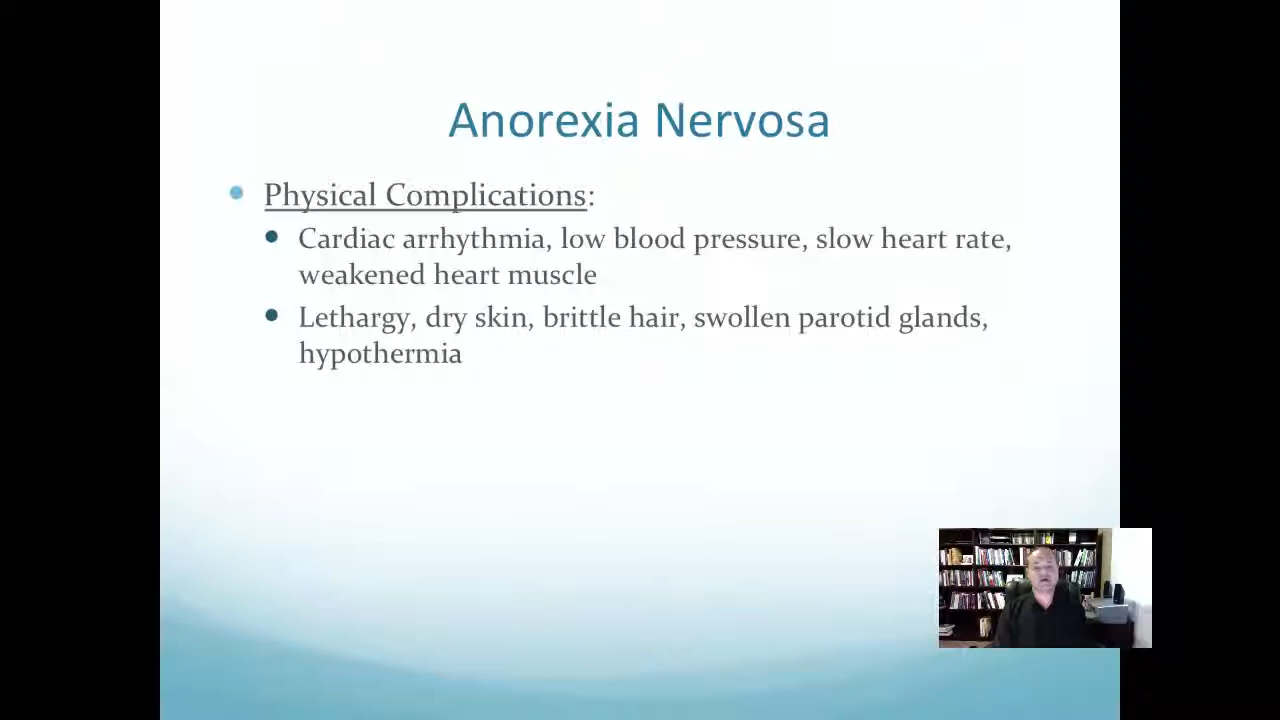 Anorexia Nervosa
Physical Complications:
Cardiac arrhythmia, low blood pressure, slow heart rate,
weakened heart muscle
Lethargy, dry skin, brittle hair, swollen parotid glands,
hypothermia